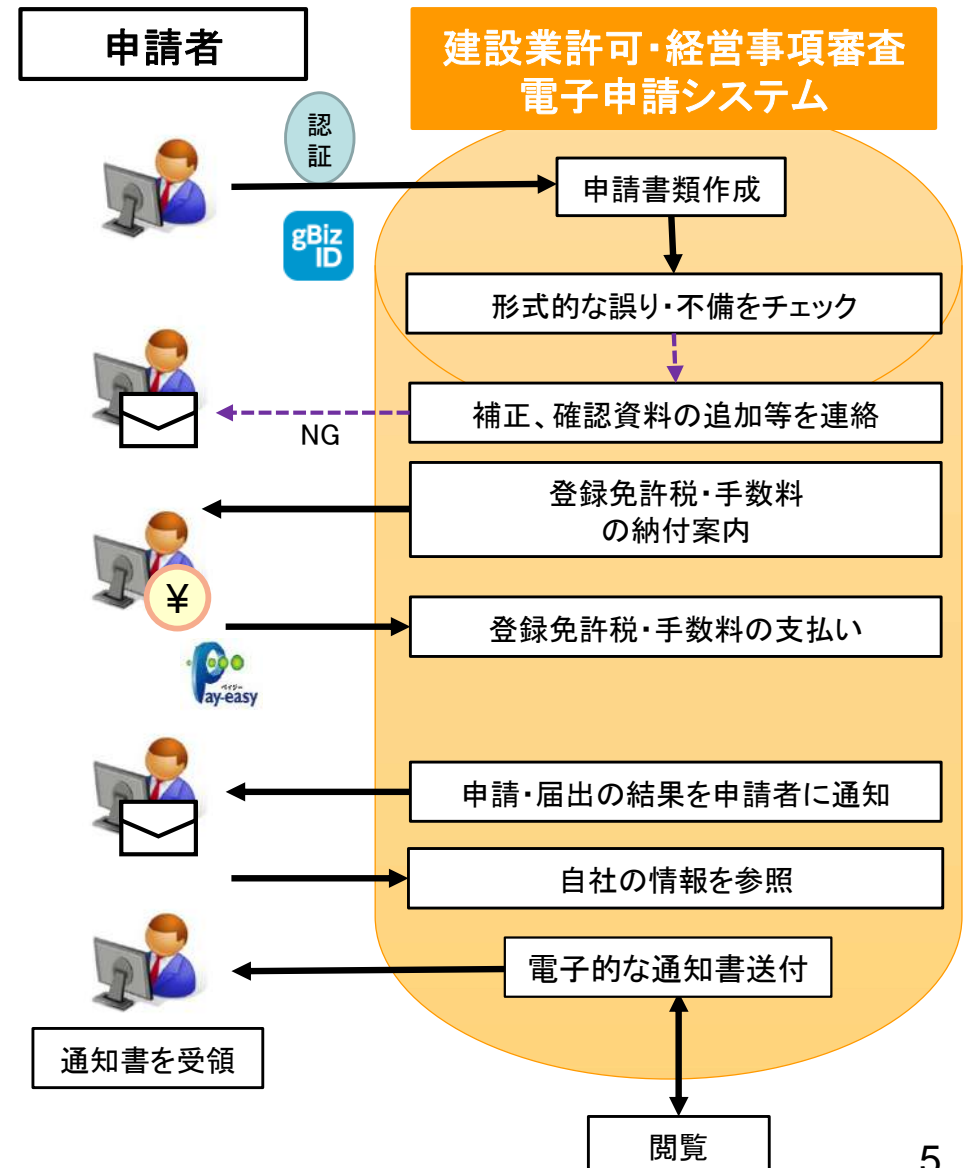 申請者
建設業許可・経営事項審査
電子申請システム
認
証
申請書類作成
gBiz
ID
形式的な誤り・不備をチェック
補正、確認資料の追加等を連絡
NG
登録免許税・手数料
の納付案内
¥
登録免許税・手数料の支払い
ペイジー
Pay-easy
申請・届出の結果を申請者に通知
自社の情報を参照
電子的な通知書送付
通知書を受領
閲覧
5